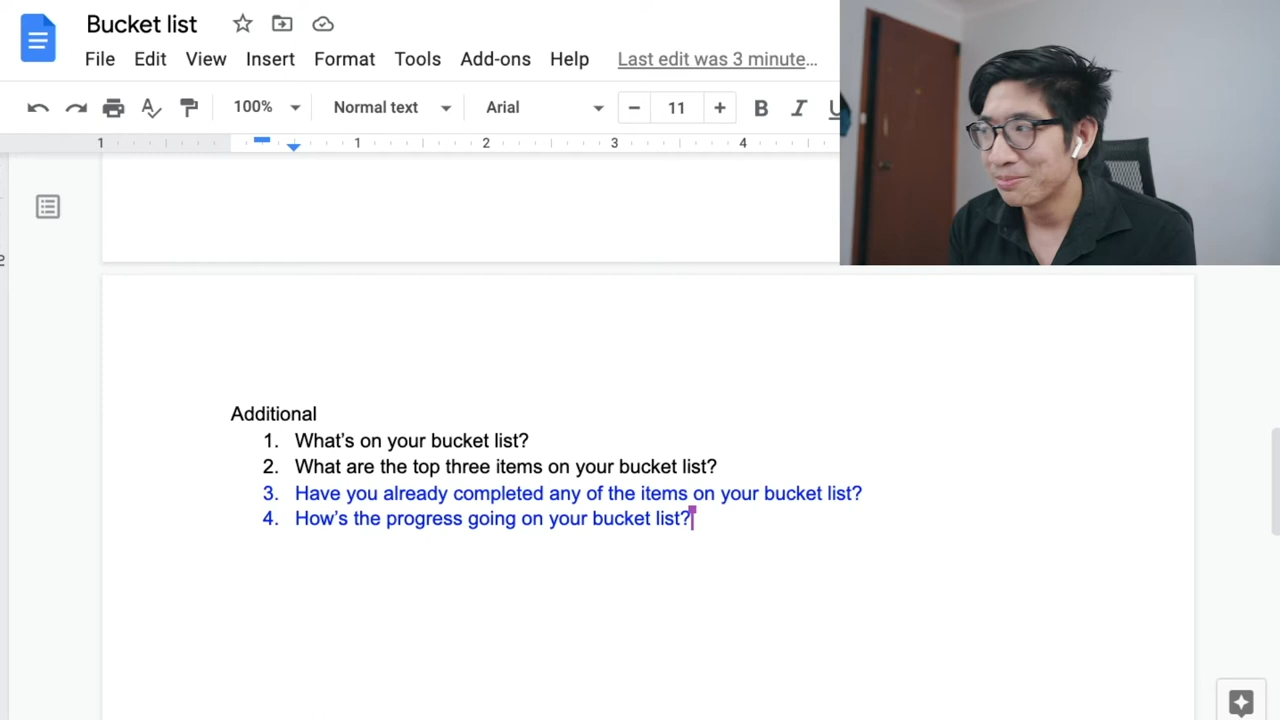 Bucket list
File Edit View Insert Format Tools Add-ons Help Last edit was 3 minute…
100% Normal text Arial − 11 + B I U
1 1 2 3 4
2
Additional
1. What’s on your bucket list?
2. What are the top three items on your bucket list?
3. Have you already completed any of the items on your bucket list?
4. How’s the progress going on your bucket list?